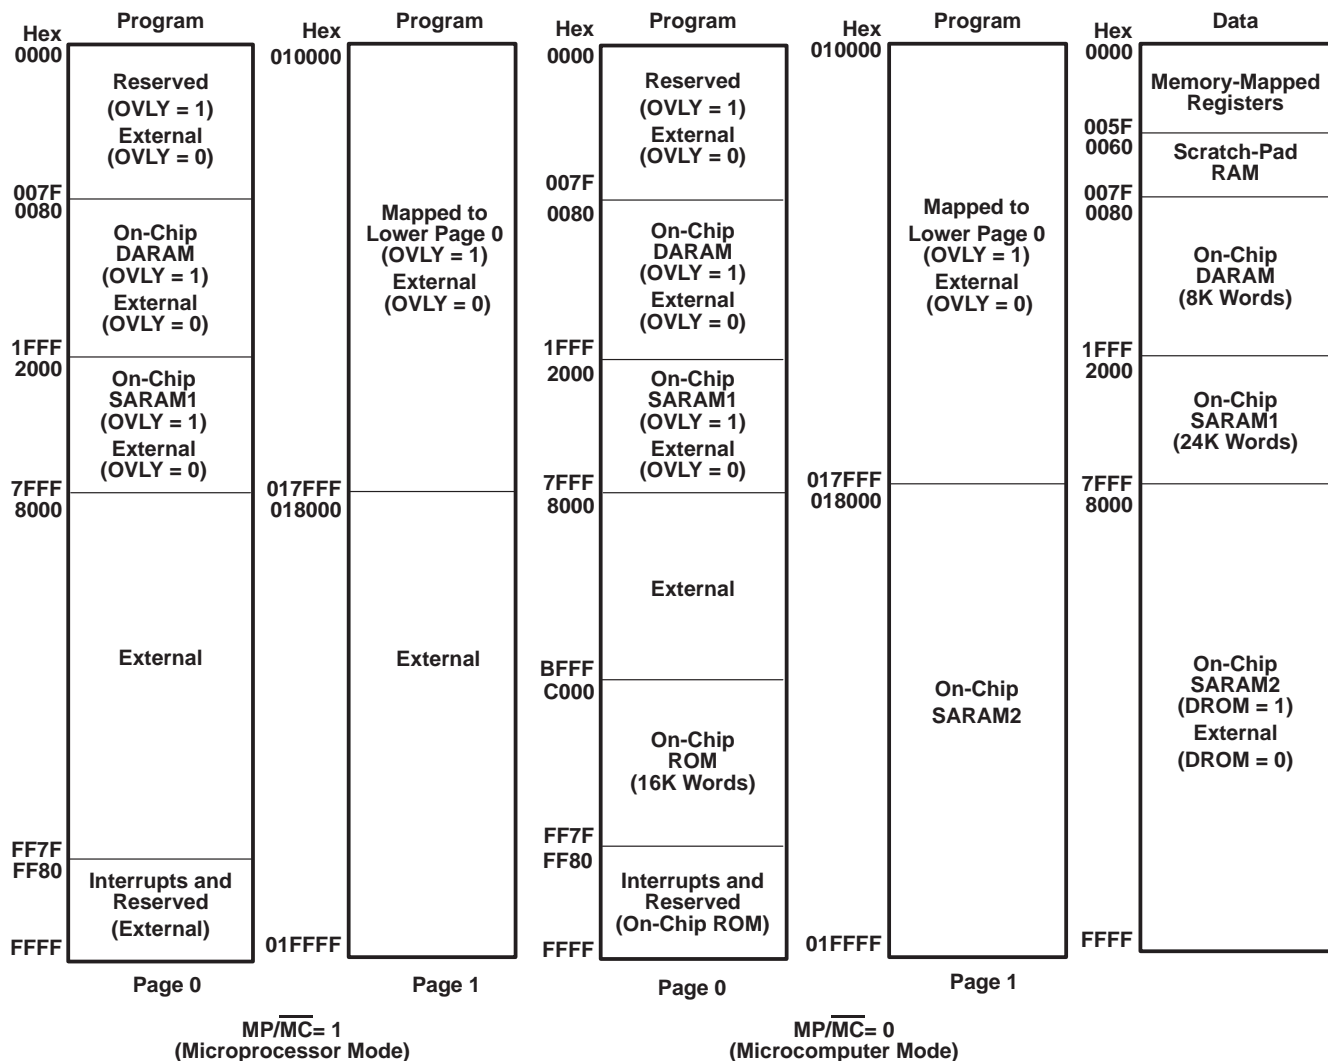 Hex
Program
0000
Reserved
(OVLY = 1)
External
(OVLY = 0)
007F
0080
On-Chip
DARAM
(OVLY = 1)
External
(OVLY = 0)
1FFF
2000
On-Chip
SARAM1
(OVLY = 1)
External
(OVLY = 0)
7FFF
8000
External
FF7F
FF80
Interrupts and
Reserved
(External)
FFFF
Page 0
Hex
Program
010000
Mapped to
Lower Page 0
(OVLY = 1)
External
(OVLY = 0)
017FFF
018000
External
01FFFF
Page 1
MP/MC= 1
(Microprocessor Mode)
Hex
Program
0000
Reserved
(OVLY = 1)
External
(OVLY = 0)
007F
0080
On-Chip
DARAM
(OVLY = 1)
External
(OVLY = 0)
1FFF
2000
On-Chip
SARAM1
(OVLY = 1)
External
(OVLY = 0)
7FFF
8000
External
BFFF
C000
On-Chip
ROM
(16K Words)
FF7F
FF80
Interrupts and
Reserved
(On-Chip ROM)
FFFF
Page 0
Hex
Program
010000
Mapped to
Lower Page 0
(OVLY = 1)
External
(OVLY = 0)
017FFF
018000
On-Chip
SARAM2
01FFFF
Page 1
MP/MC= 0
(Microcomputer Mode)
Hex
Data
0000
Memory-Mapped
Registers
005F
0060
Scratch-Pad
RAM
007F
0080
On-Chip
DARAM
(8K Words)
1FFF
2000
On-Chip
SARAM1
(24K Words)
7FFF
8000
On-Chip
SARAM2
(DROM = 1)
External
(DROM = 0)
FFFF